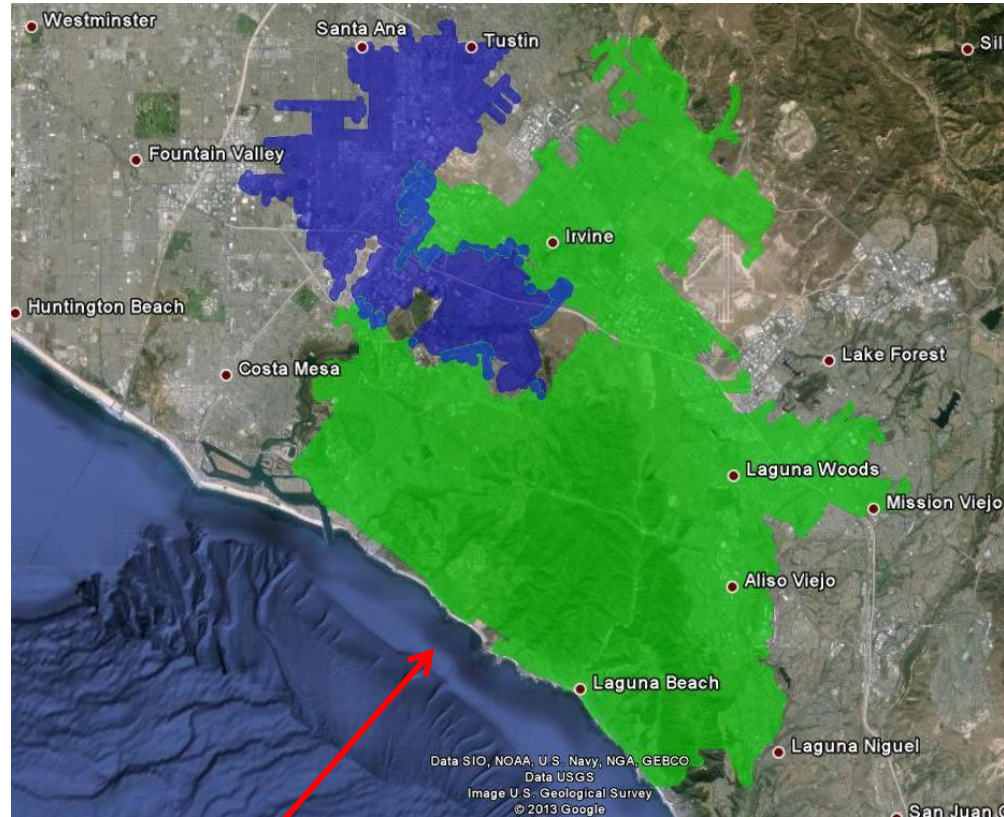 Westminster
Santa Ana
Tustin
Sil
Fountain Valley
Irvine
Huntington Beach
Lake Forest
Costa Mesa
Laguna Woods
Mission Viejo
Aliso Viejo
Laguna Beach
Laguna Niguel
Data SIO, NOAA, U.S. Navy, NGA, GEBCO
Data USGS
Image U.S. Geological Survey
© 2013 Google
San Juan